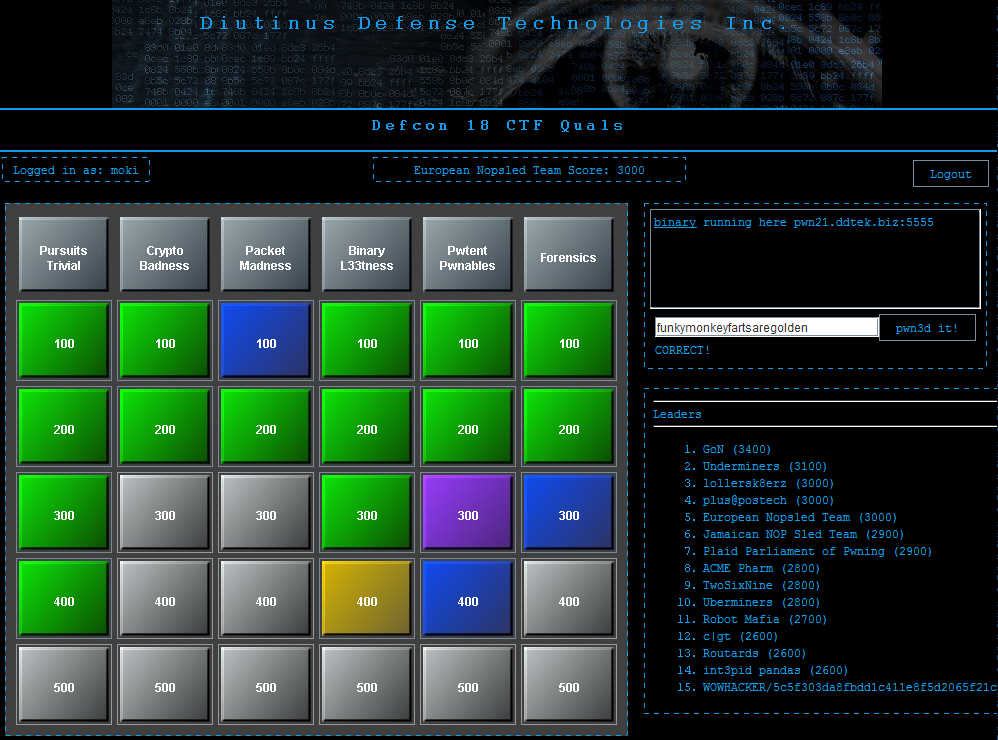 Diutinus Defense Technologies Inc.
Defcon 18 CTF Quals
Logged in as: moki
European Nopsled Team Score: 3000
Logout
Pursuits Trivial
Crypto Badness
Packet Madness
Binary L33tness
Pwtent Pwnables
Forensics
100 100 100 100 100 100
200 200 200 200 200 200
300 300 300 300 300 300
400 400 400 400 400 400
500 500 500 500 500 500
binary running here pwn21.ddtek.biz:5555
funkymonkeyfartsaregolden
pwn3d it!
CORRECT!
Leaders
1. GoN (3400)
2. Underminers (3100)
3. lollersk8erz (3000)
4. plus@postech (3000)
5. European Nopsled Team (3000)
6. Jamaican NOP Sled Team (2900)
7. Plaid Parliament of Pwning (2900)
8. ACME Pharm (2800)
9. TwoSixNine (2800)
10. Uberminers (2800)
11. Robot Mafia (2700)
12. c|gt (2600)
13. Routards (2600)
14. int3pid pandas (2600)
15. WOWHACKER/5c5f303da8fbdd1c411e8f5d2065f21c